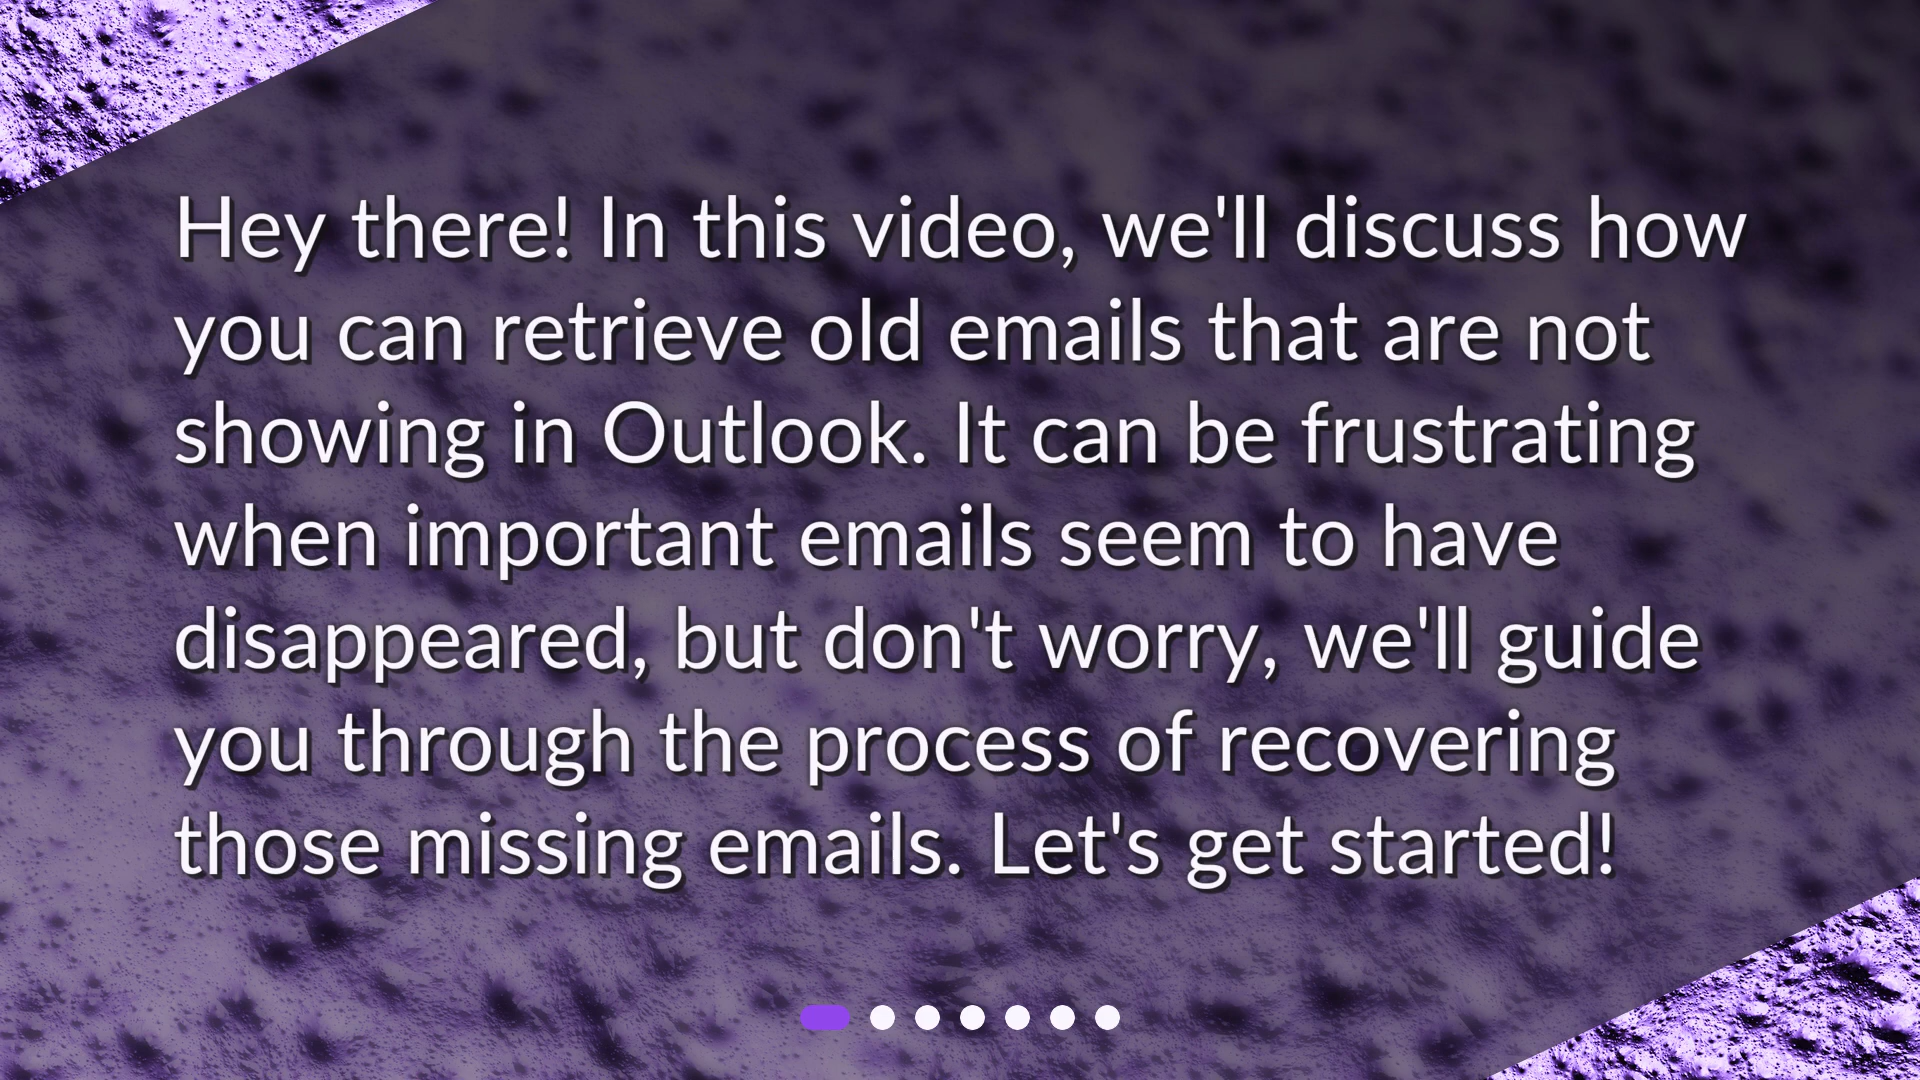 Hey there! In this video, we'll discuss how
you can retrieve old emails that are not
showing in Outlook. It can be frustrating
when important emails seem to have
disappeared, but don't worry, we'll guide
you through the process of recovering
those missing emails. Let's get started!